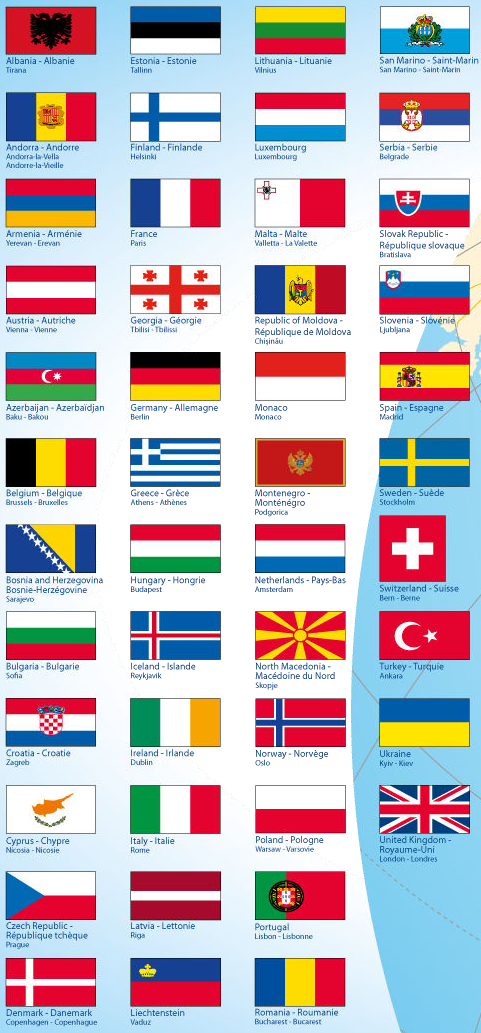 Albania - Albanie
Tirana
Andorra - Andorre
Andorra-la-Vella
Andorre-la-Vieille
Armenia - Arménie
Yerevan - Erevan
Austria - Autriche
Vienna - Vienne
Azerbaijan - Azerbaïdjan
Baku - Bakou
Belgium - Belgique
Brussels - Bruxelles
Bosnia and Herzegovina
Bosnie-Herzégovine
Sarajevo
Bulgaria - Bulgarie
Sofia
Croatia - Croatie
Zagreb
Cyprus - Chypre
Nicosia - Nicosie
Czech Republic -
République tchèque
Prague
Denmark - Danemark
Copenhagen - Copenhague
Estonia - Estonie
Tallinn
Finland - Finlande
Helsinki
France
Paris
Georgia - Géorgie
Tbilisi - Tbilissi
Germany - Allemagne
Berlin
Greece - Grèce
Athens - Athènes
Hungary - Hongrie
Budapest
Iceland - Islande
Reykjavik
Ireland - Irlande
Dublin
Italy - Italie
Rome
Latvia - Lettonie
Riga
Liechtenstein
Vaduz
Lithuania - Lituanie
Vilnius
Luxembourg
Luxembourg
Malta - Malte
Valletta - La Valette
Republic of Moldova -
République de Moldova
Chişinău
Monaco
Monaco
Montenegro -
Monténégro
Podgorica
Netherlands - Pays-Bas
Amsterdam
North Macedonia -
Macédoine du Nord
Skopje
Norway - Norvège
Oslo
Poland - Pologne
Warsaw - Varsovie
Portugal
Lisbon - Lisbonne
Romania - Roumanie
Bucharest - Bucarest
San Marino - Saint-Marin
San Marino - Saint-Marin
Serbia - Serbie
Belgrade
Slovak Republic -
République slovaque
Bratislava
Slovenia - Slovénie
Ljubljana
Spain - Espagne
Madrid
Sweden - Suède
Stockholm
Switzerland - Suisse
Bern - Berne
Turkey - Turquie
Ankara
Ukraine
Kyiv - Kiev
United Kingdom -
Royaume-Uni
London - Londres